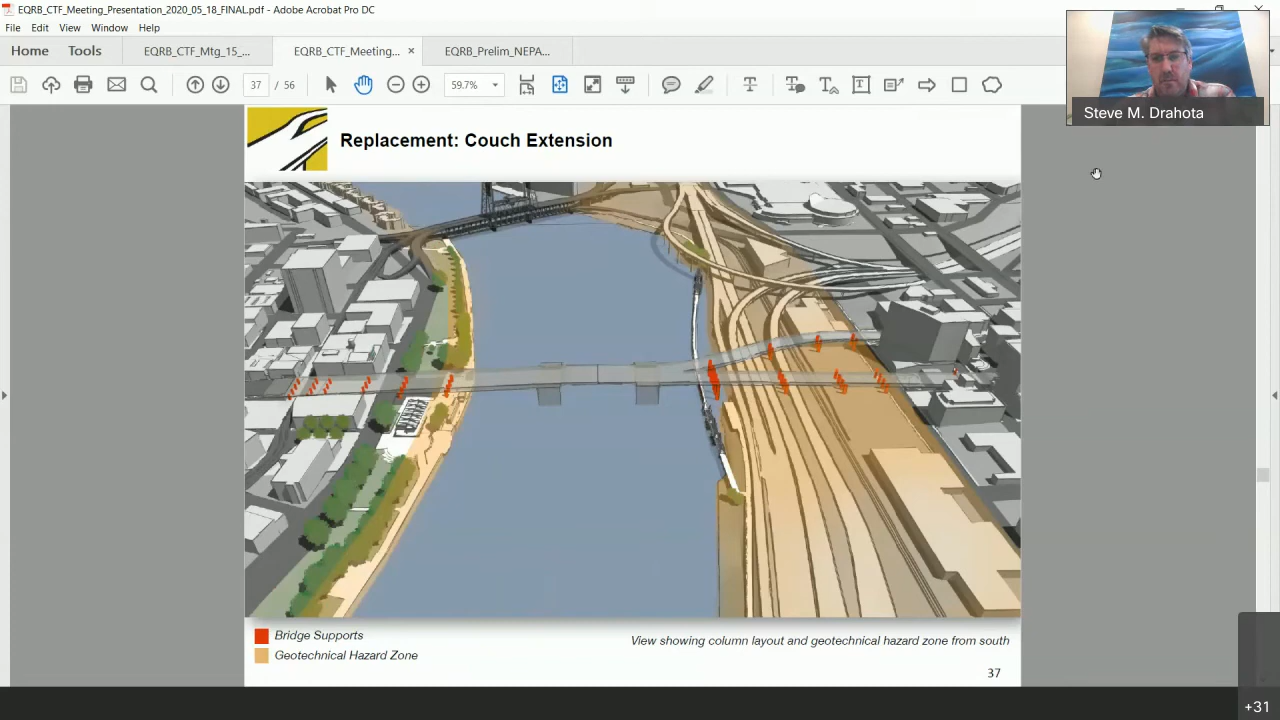 EQRB_CTF_Meeting_Presentation_2020_05_18_FINAL.pdf - Adobe Acrobat Pro DC
File Edit View Window Help
Home Tools EQRB_CTF_Mtg_15_... EQRB_CTF_Meeting... × EQRB_Prelim_NEPA...
37 / 56 59.7%
Steve M. Drahota
Replacement: Couch Extension
Bridge Supports
Geotechnical Hazard Zone
View showing column layout and geotechnical hazard zone from south
37
+31